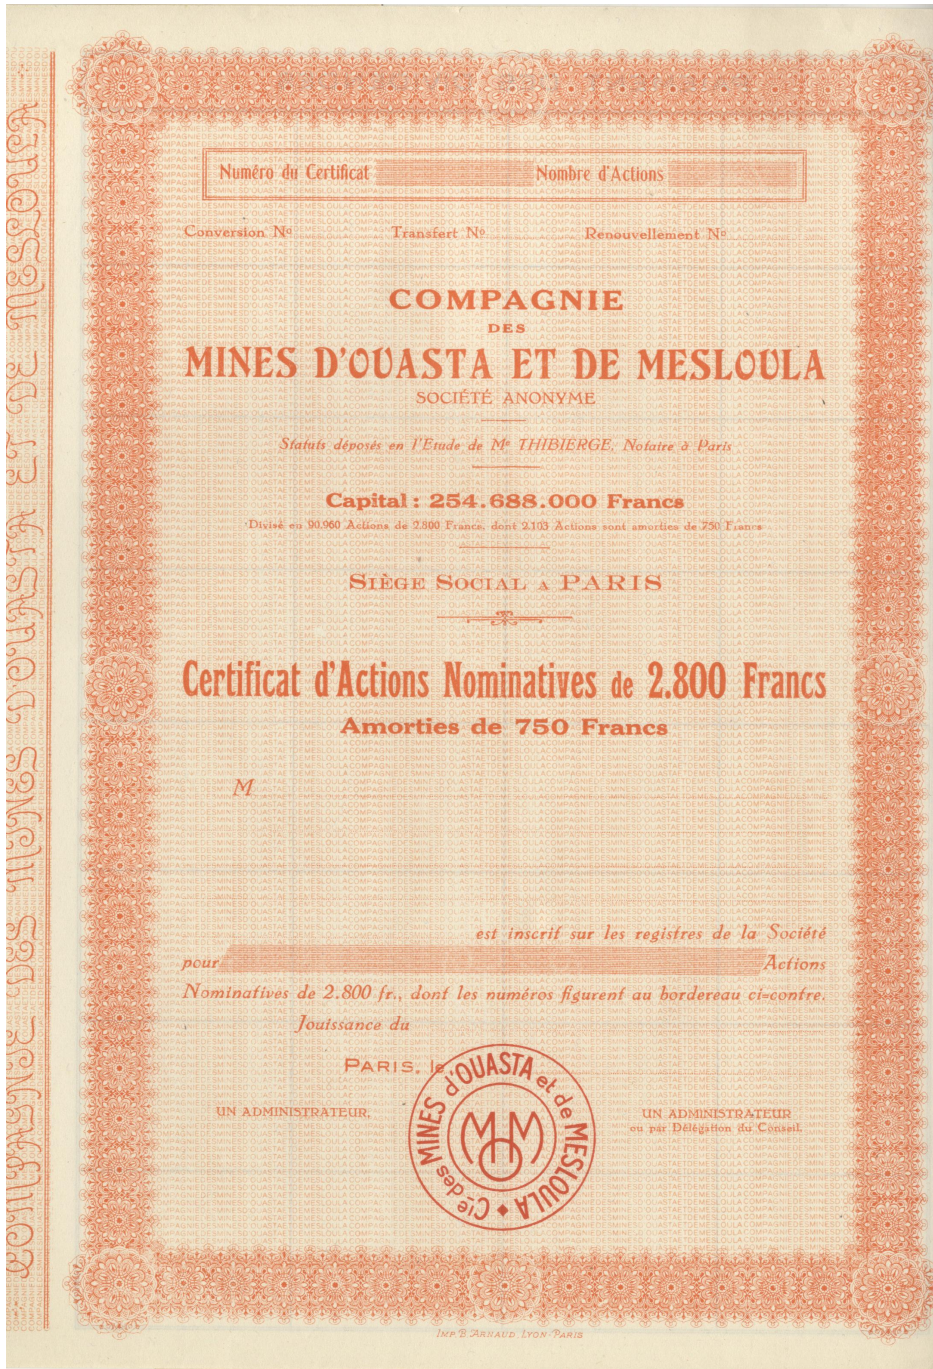 COMPAGNIE DES MINES D'OUASTA ET DE MESLOULA
Numéro du Certificat Nombre d'Actions
Conversion Nº Transfert Nº Renouvellement Nº
COMPAGNIE
DES
MINES D'OUASTA ET DE MESLOULA
SOCIÉTÉ ANONYME
Statuts déposés en l'Etude de Me THIBIERGE, Notaire à Paris
Capital : 254.688.000 Francs
Divisé en 90.960 Actions de 2.800 Francs, dont 2.103 Actions sont amorties de 750 Francs
SIÈGE SOCIAL A PARIS
Certificat d'Actions Nominatives de 2.800 Francs
Amorties de 750 Francs
M
est inscrit sur les registres de la Société
pour Actions
Nominatives de 2.800 fr., dont les numéros figurent au bordereau ci-contre.
Jouissance du
PARIS, le
UN ADMINISTRATEUR,
UN ADMINISTRATEUR
ou par Délégation du Conseil,
Cie des MINES d'OUASTA et de MESLOULA
MOM
IMP. B. ARNAUD. LYON-PARIS